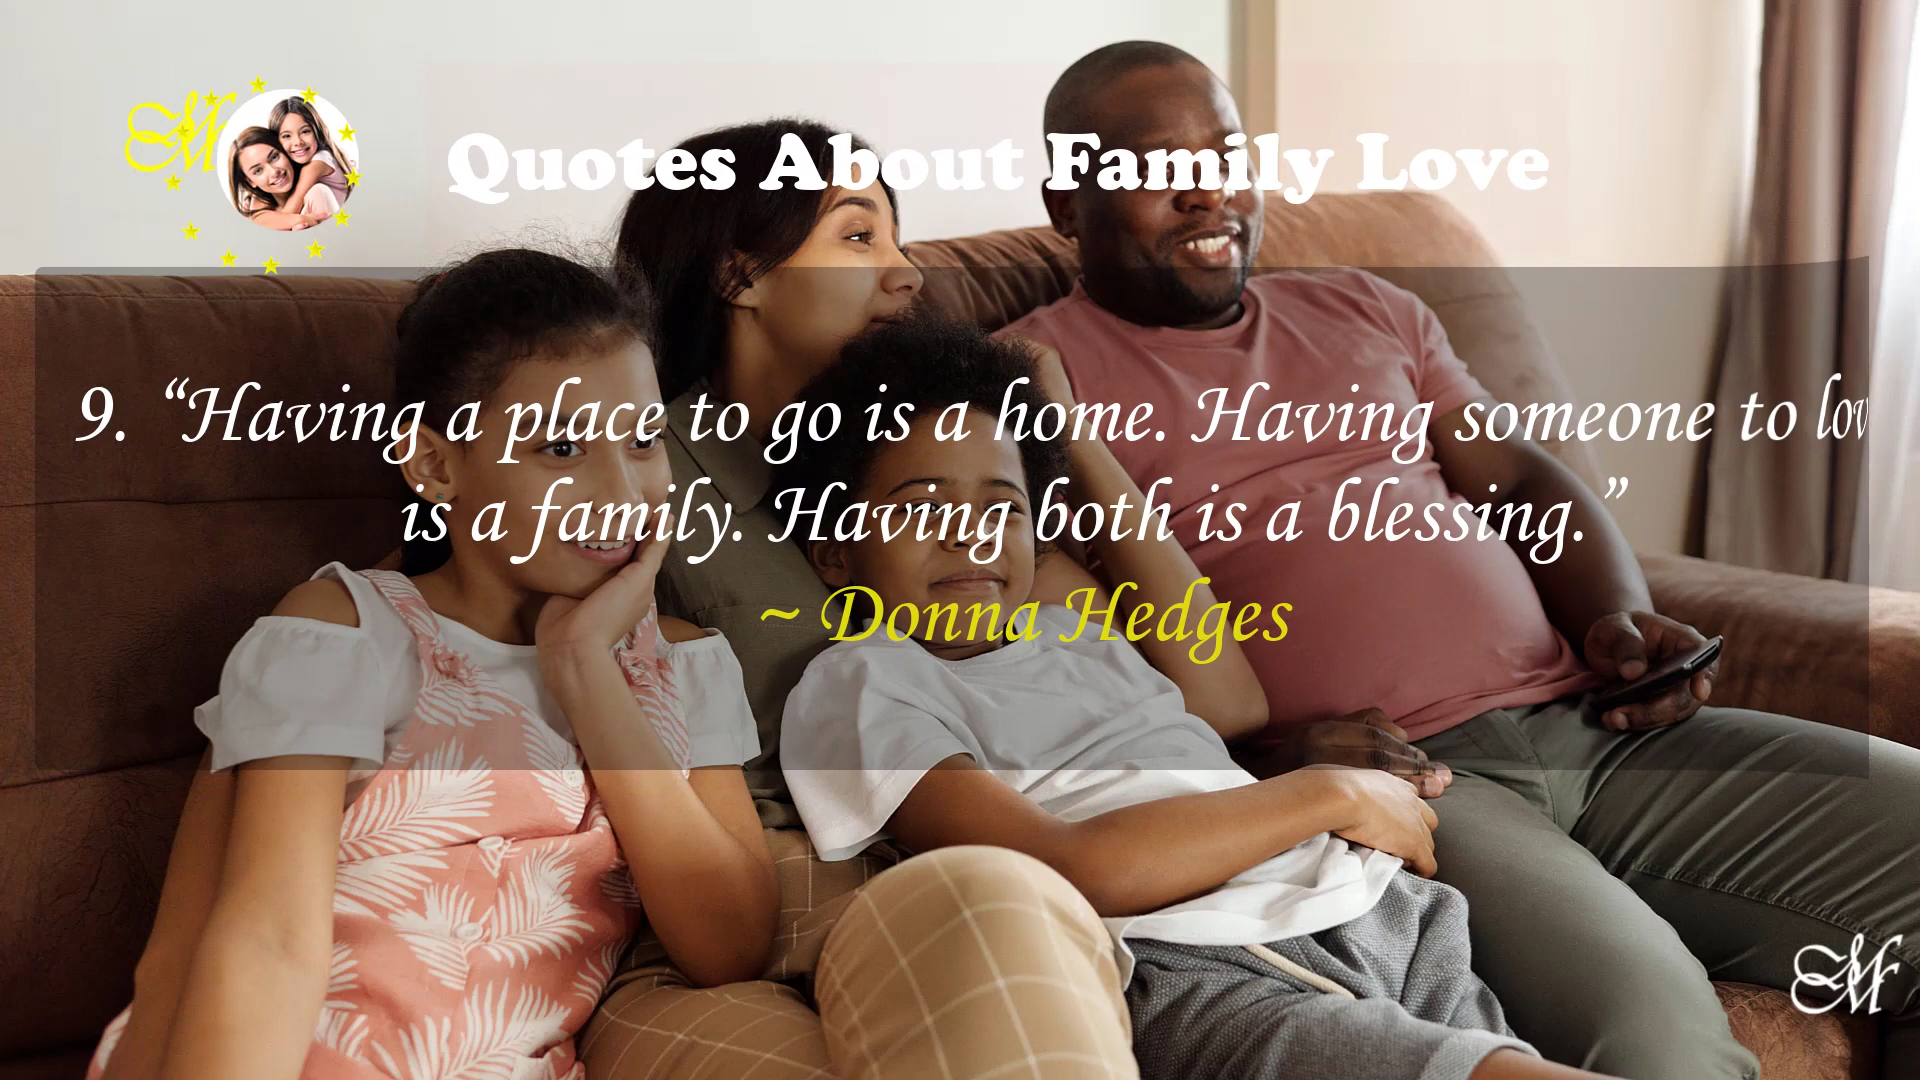 Quotes About Family Love
9. “Having a place to go is a home. Having someone to lov
is a family. Having both is a blessing.”
~ Donna Hedges